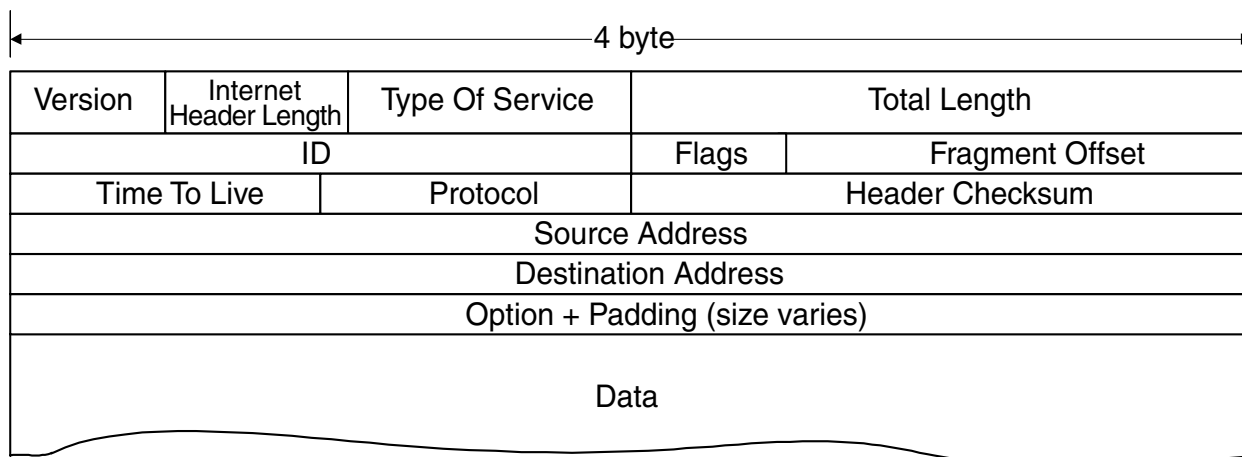 4 byte
Version Internet Header Length Type Of Service Total Length
ID Flags Fragment Offset
Time To Live Protocol Header Checksum
Source Address
Destination Address
Option + Padding (size varies)
Data